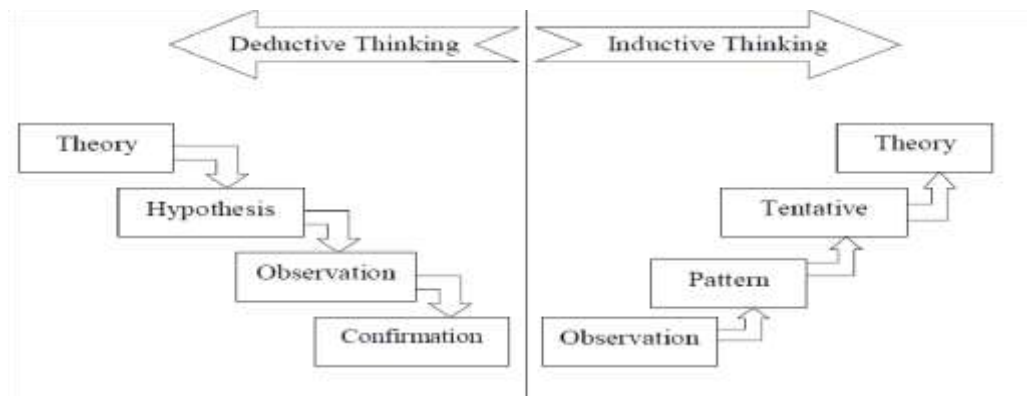 Deductive Thinking
Inductive Thinking
Theory
Hypothesis
Observation
Confirmation
Theory
Tentative
Pattern
Observation